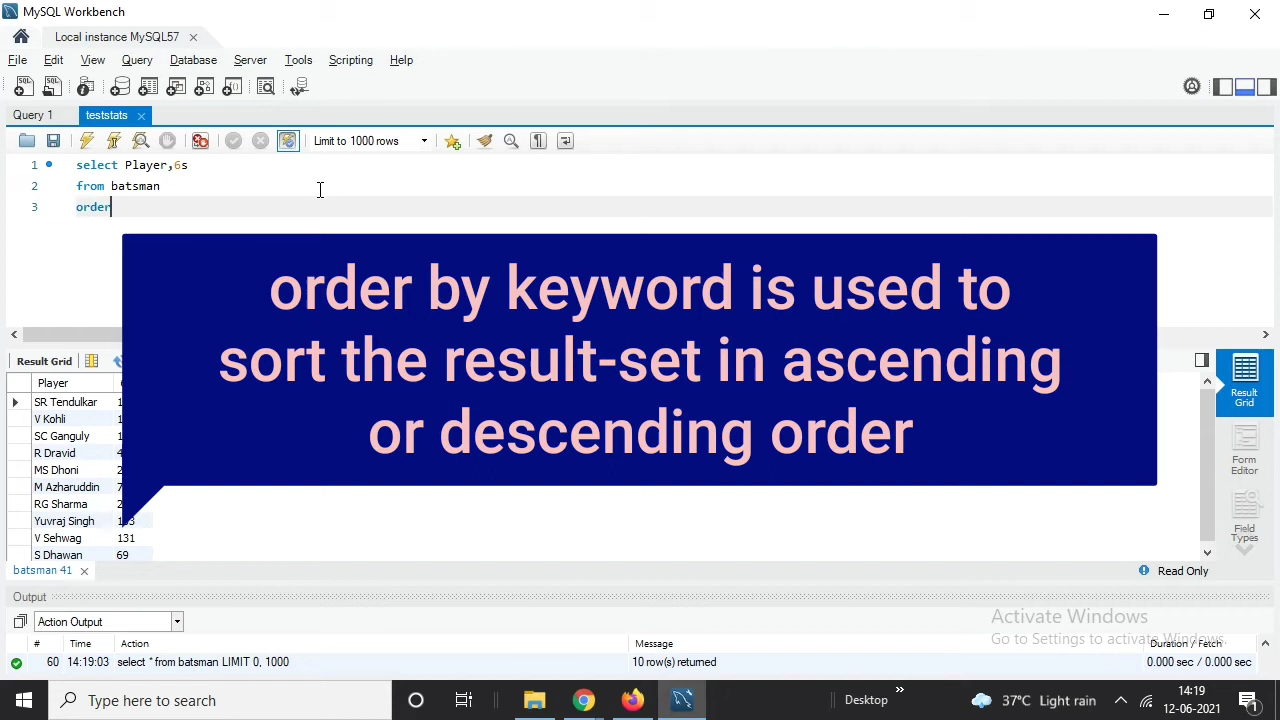 MySQL Workbench
Local instance MySQL57
File Edit View Query Database Server Tools Scripting Help
Query 1 teststats
Limit to 1000 rows
1 select Player,6s
2 from batsman
3 order
order by keyword is used to
sort the result-set in ascending
or descending order
Result Grid
Player
SR Tendulkar
V Kohli
SC Ganguly
R Dravid
MS Dhoni
M Azharuddin
RG Sharma
Yuvraj Singh
V Sehwag 131
S Dhawan 69
Result
Grid
Form
Editor
Field
Types
batsman 41
Read Only
Output
Action Output
# Time Action Message Duration / Fetch
60 14:19:03 select * from batsman LIMIT 0, 1000 10 row(s) returned 0.000 sec / 0.000 sec
Activate Windows
Go to Settings to activate Windows.
Type here to search
Desktop
37°C Light rain
14:19
12-06-2021
1